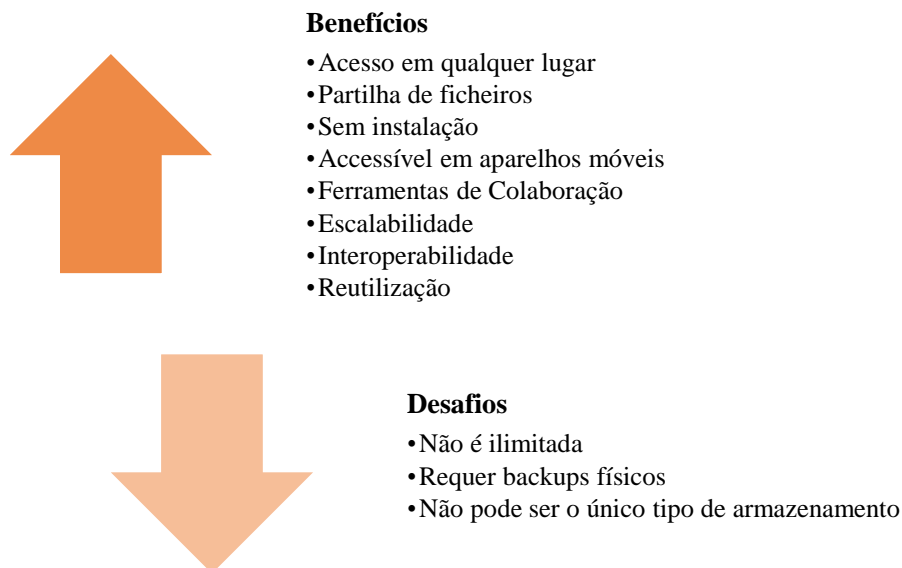 Benefícios
•Acesso em qualquer lugar
•Partilha de ficheiros
•Sem instalação
•Accessível em aparelhos móveis
•Ferramentas de Colaboração
•Escalabilidade
•Interoperabilidade
•Reutilização
Desafios
•Não é ilimitada
•Requer backups físicos
•Não pode ser o único tipo de armazenamento